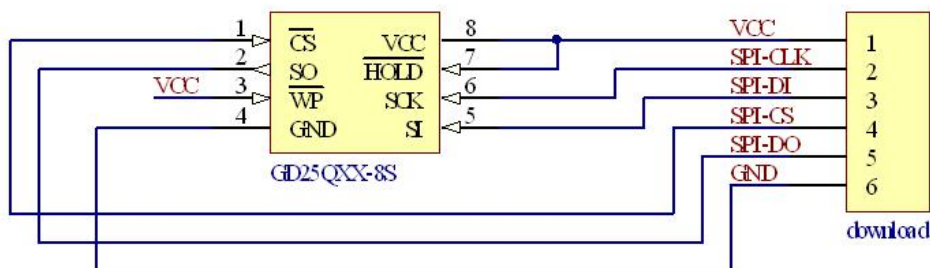 1 CS VCC 8 VCC 1
2 SO HOLD 7 SPI-CLK 2
VCC 3 WP SCK 6 SPI-DI 3
4 GND SI 5 SPI-CS 4
SPI-DO 5
GND 6
GD25QXX-8S
download